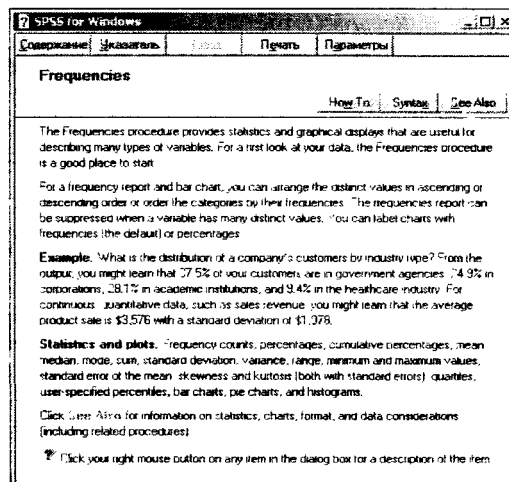 SPSS for Windows
Содержание Указатель Печать Параметры
Frequencies
How To Syntax See Also
The Frequencies procedure provides statistics and graphical displays that are useful for
describing many types of variables. For a first look at your data, the Frequencies procedure
is a good place to start
For a frequency report and bar chart, you can arrange the distinct values in ascending or
descending order or order the categories by their frequencies. The frequencies report can
be suppressed when a variable has many distinct values. You can label charts with
frequencies (the default) or percentages
Example. What is the distribution of a company's customers by industry type? From the
output, you might learn that 37.5% of your customers are in government agencies, 24.9% in
corporations, 28.1% in academic institutions, and 9.4% in the healthcare industry. For
continuous, quantitative data, such as sales revenue, you might learn that the average
product sale is $3,576 with a standard deviation of $1,078.
Statistics and plots. Frequency counts, percentages, cumulative percentages, mean
median, mode, sum, standard deviation, variance, range, minimum and maximum values,
standard error of the mean, skewness and kurtosis (both with standard errors), quartiles,
user-specified percentiles, bar charts, pie charts, and histograms.
Click See Also for information on statistics, charts, format, and data considerations
(including related procedures)
Click your right mouse button on any item in the dialog box for a description of the item